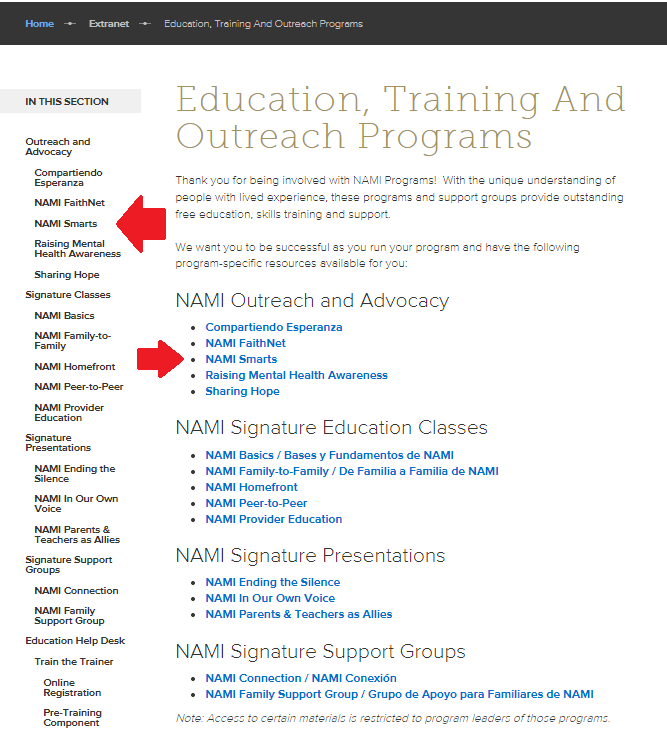 Home Extranet Education, Training And Outreach Programs
IN THIS SECTION
Outreach and
Advocacy
Compartiendo
Esperanza
NAMI FaithNet
NAMI Smarts
Raising Mental
Health Awareness
Sharing Hope
Signature Classes
NAMI Basics
NAMI Family-to-
Family
NAMI Homefront
NAMI Peer-to-Peer
NAMI Provider
Education
Signature
Presentations
NAMI Ending the
Silence
NAMI In Our Own
Voice
NAMI Parents &
Teachers as Allies
Signature Support
Groups
NAMI Connection
NAMI Family
Support Group
Education Help Desk
Train the Trainer
Online
Registration
Pre-Training
Component
Education, Training And
Outreach Programs
Thank you for being involved with NAMI Programs! With the unique understanding of
people with lived experience, these programs and support groups provide outstanding
free education, skills training and support.
We want you to be successful as you run your program and have the following
program-specific resources available for you:
NAMI Outreach and Advocacy
Compartiendo Esperanza
NAMI FaithNet
NAMI Smarts
Raising Mental Health Awareness
Sharing Hope
NAMI Signature Education Classes
NAMI Basics / Bases y Fundamentos de NAMI
NAMI Family-to-Family / De Familia a Familia de NAMI
NAMI Homefront
NAMI Peer-to-Peer
NAMI Provider Education
NAMI Signature Presentations
NAMI Ending the Silence
NAMI In Our Own Voice
NAMI Parents & Teachers as Allies
NAMI Signature Support Groups
NAMI Connection / NAMI Conexión
NAMI Family Support Group / Grupo de Apoyo para Familiares de NAMI
Note: Access to certain materials is restricted to program leaders of those programs.